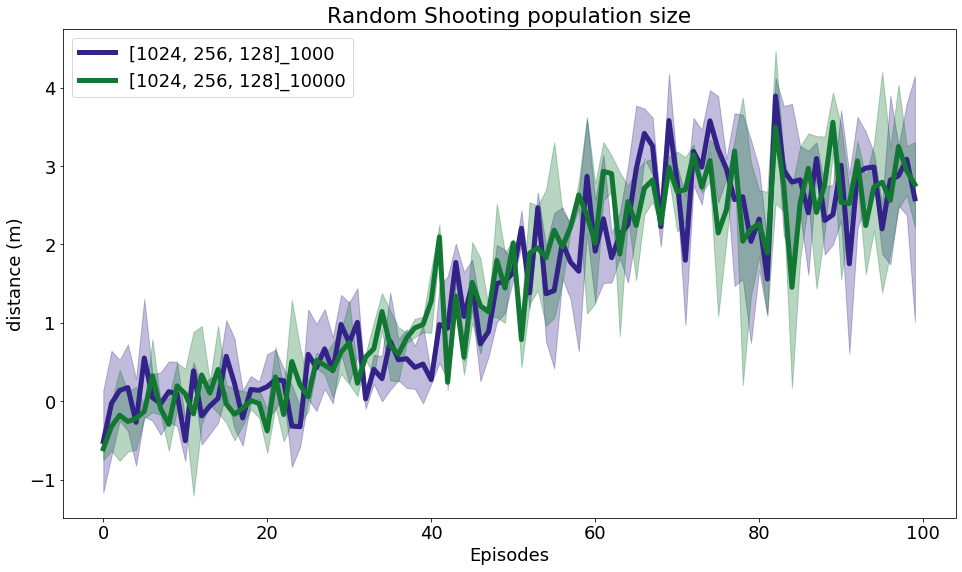 Random Shooting population size
[1024, 256, 128]_1000
[1024, 256, 128]_10000
4
3
2
1
0
−1
distance (m)
0 20 40 60 80 100
Episodes